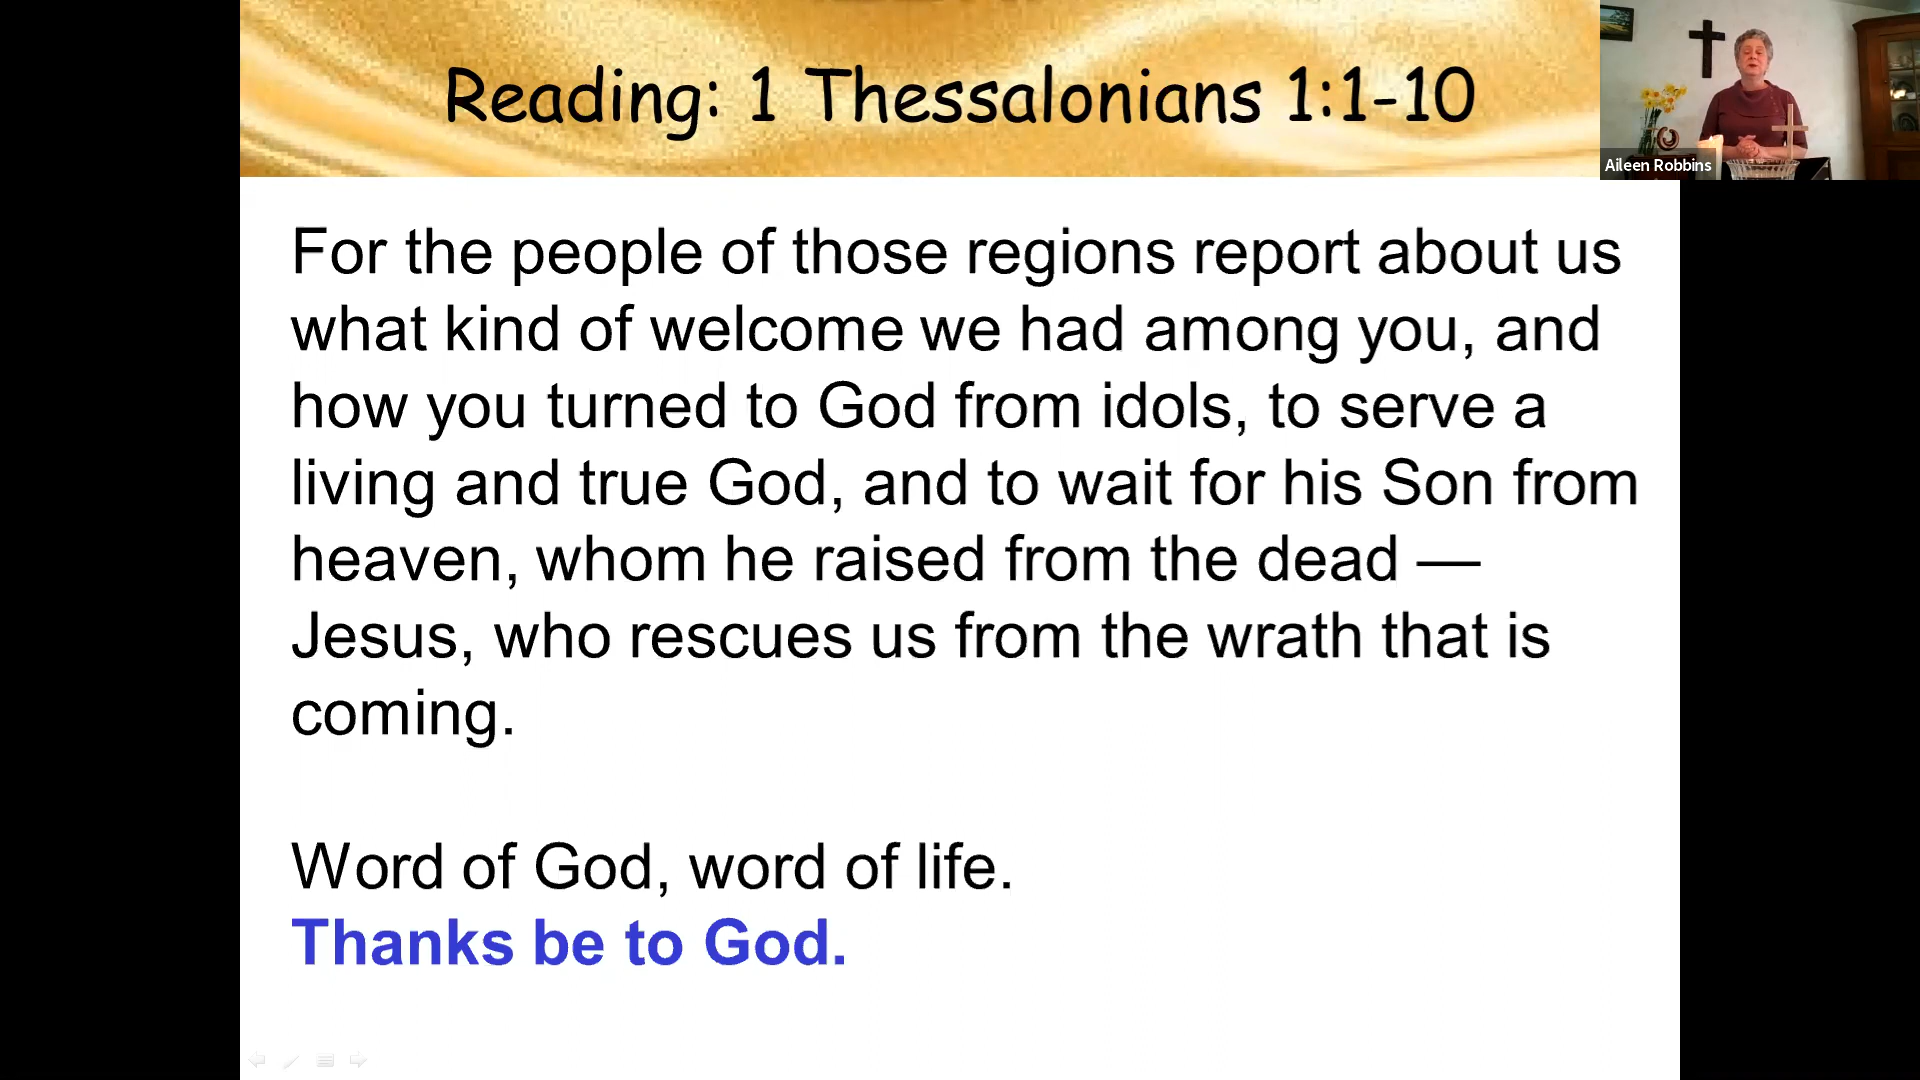 Reading: 1 Thessalonians 1:1-10
Aileen Robbins
For the people of those regions report about us
what kind of welcome we had among you, and
how you turned to God from idols, to serve a
living and true God, and to wait for his Son from
heaven, whom he raised from the dead —
Jesus, who rescues us from the wrath that is
coming.
Word of God, word of life.
Thanks be to God.